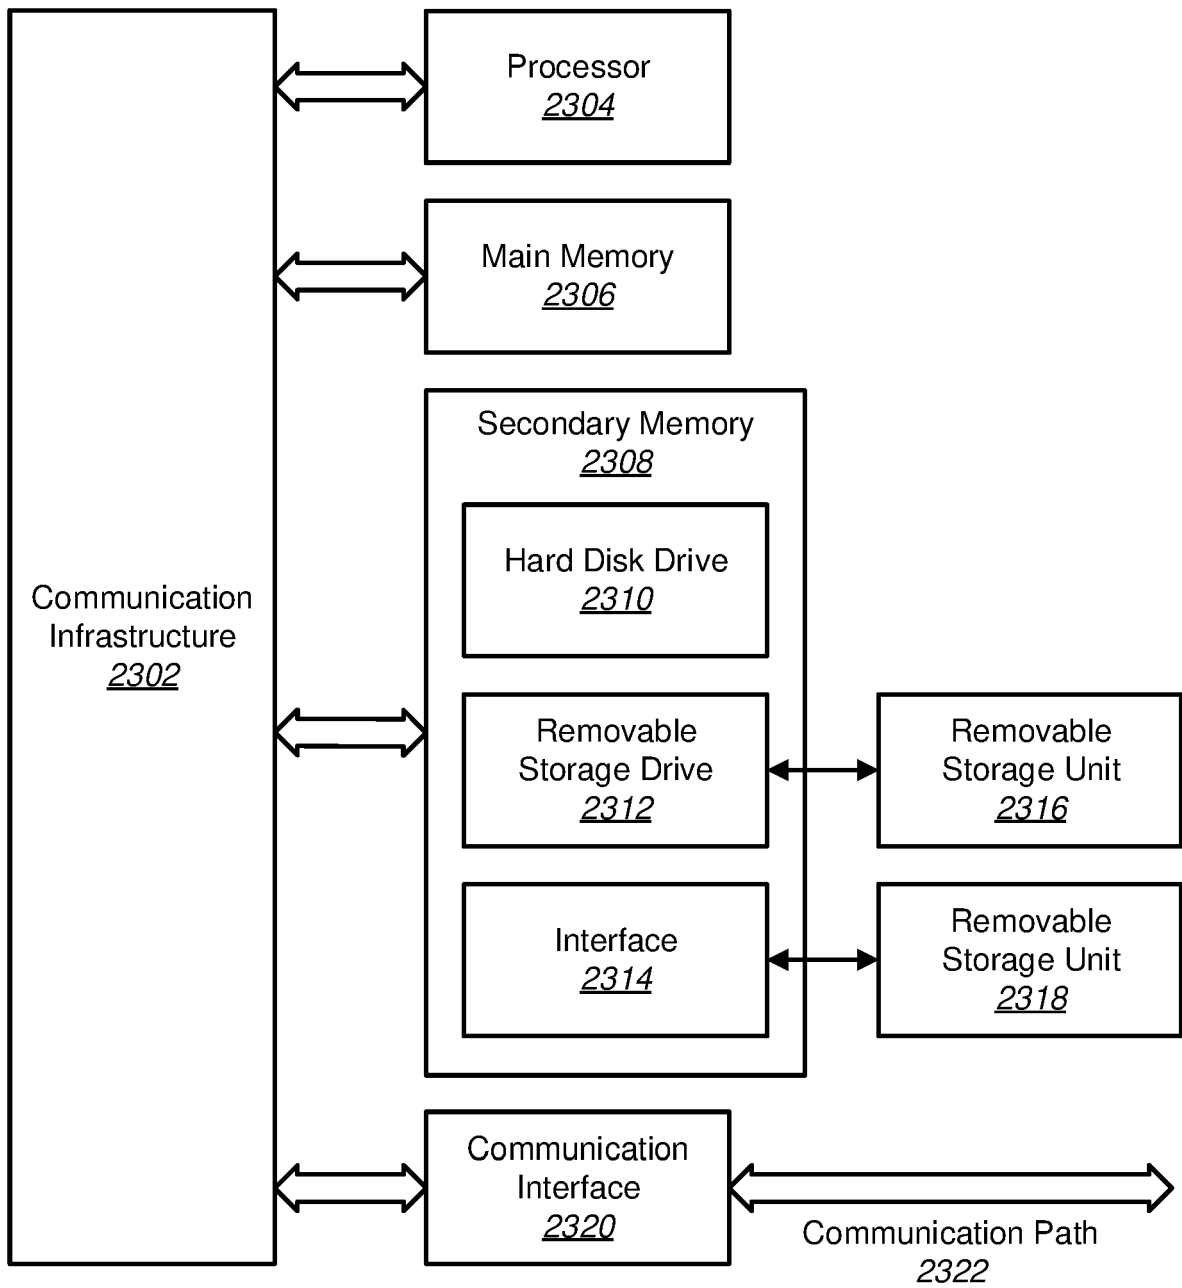 Processor
2304
Main Memory
2306
Secondary Memory
2308
Hard Disk Drive
2310
Communication
Infrastructure
2302
Removable
Storage Drive
2312
Removable
Storage Unit
2316
Interface
2314
Removable
Storage Unit
2318
Communication
Interface
2320
Communication Path
2322